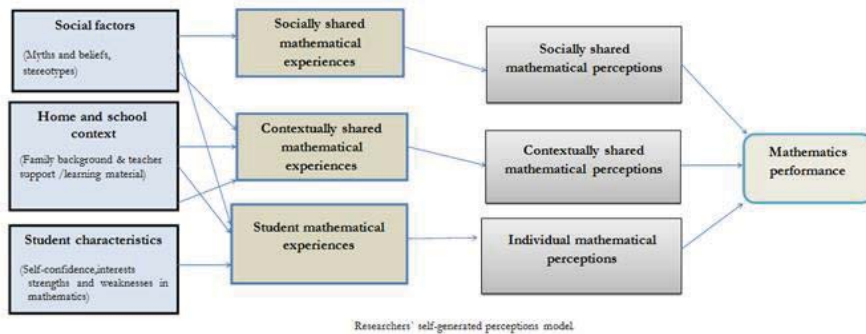 Social factors
(Myths and beliefs,
stereotypes)
Home and school
context
(Family background & teacher
support /learning material)
Student characteristics
(Self-confidence,interests
strengths and weaknesses in
mathematics)
Socially shared
mathematical
experiences
Contextually shared
mathematical
experiences
Student mathematical
experiences
Socially shared
mathematical perceptions
Contextually shared
mathematical perceptions
Individual mathematical
perceptions
Mathematics
performance
Researchers` self-generated perceptions model